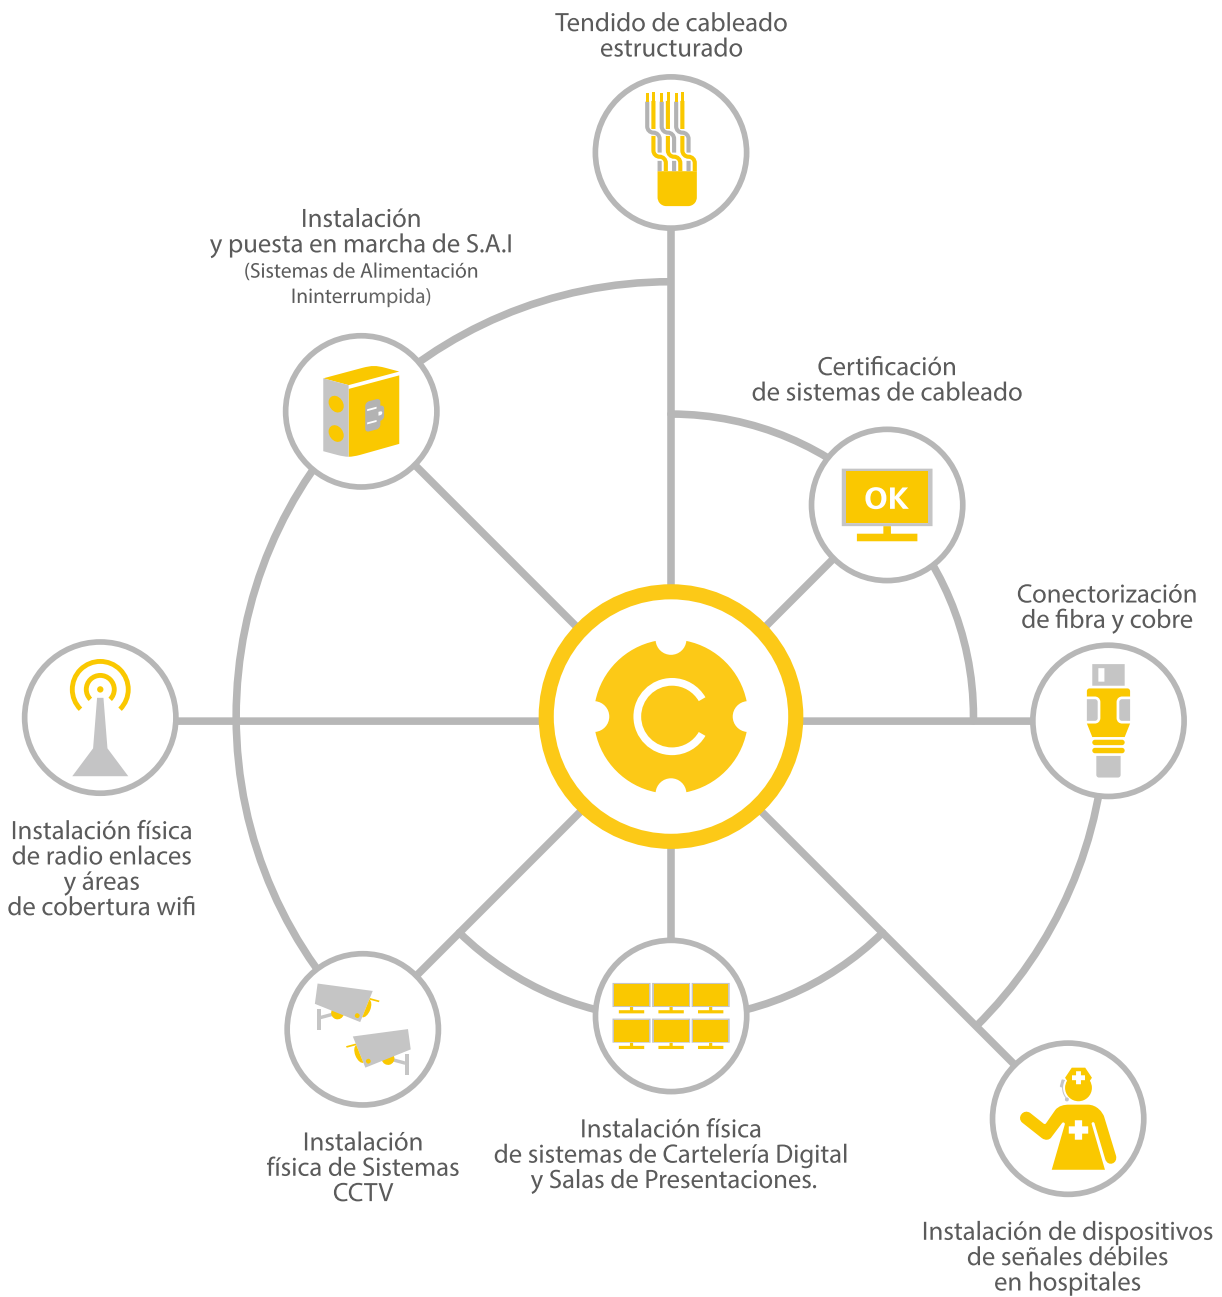 Tendido de cableado
estructurado
Instalación
y puesta en marcha de S.A.I
(Sistemas de Alimentación
Ininterrumpida)
Certificación
de sistemas de cableado
OK
Conectorización
de fibra y cobre
C
Instalación física
de radio enlaces
y áreas
de cobertura wifi
Instalación
física de Sistemas
CCTV
Instalación física
de sistemas de Cartelería Digital
y Salas de Presentaciones.
Instalación de dispositivos
de señales débiles
en hospitales